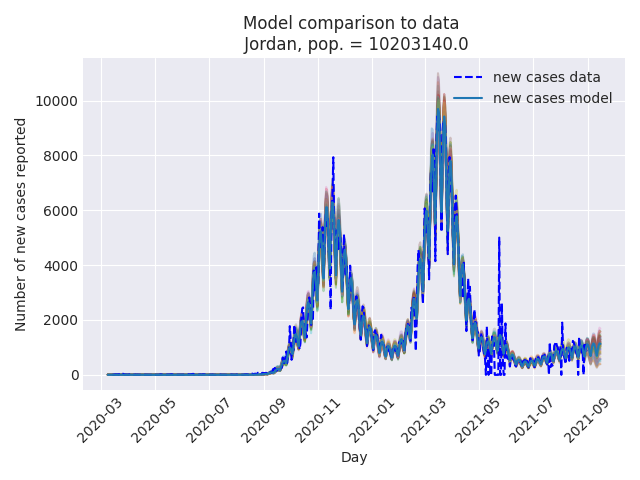 Model comparison to data
Jordan, pop. = 10203140.0
new cases data
new cases model
Number of new cases reported
10000
8000
6000
4000
2000
0
2020-03
2020-05
2020-07
2020-09
2020-11
2021-01
2021-03
2021-05
2021-07
2021-09
Day